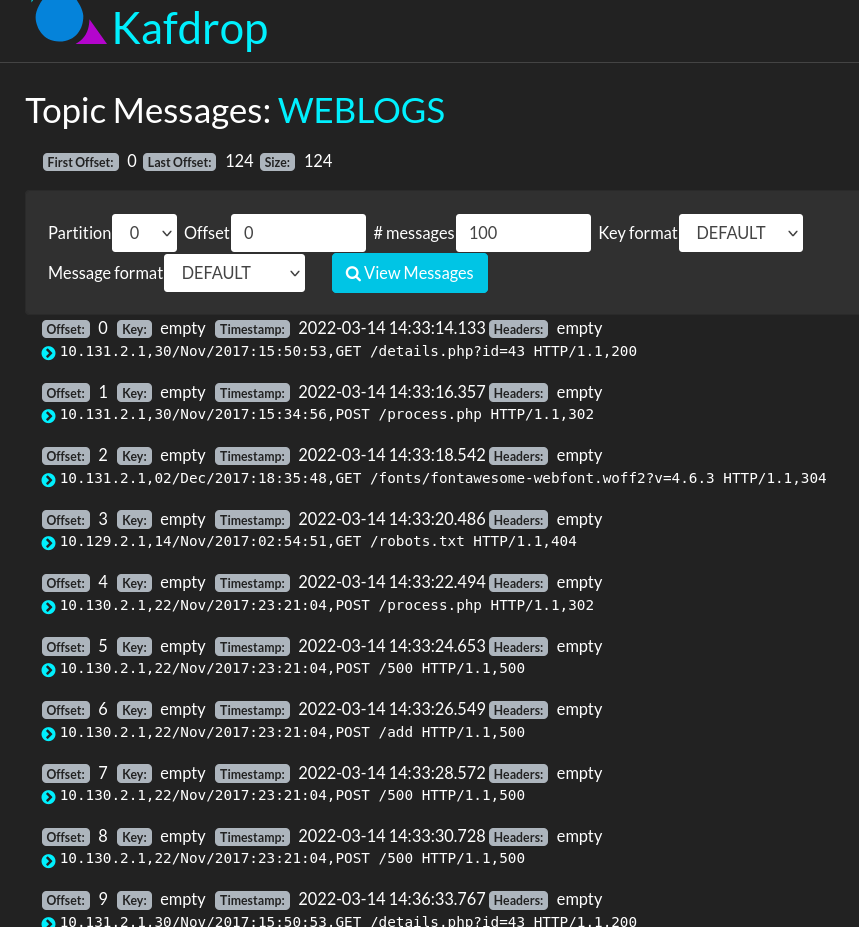 Kafdrop
Topic Messages: WEBLOGS
First Offset: 0 Last Offset: 124 Size: 124
Partition 0 Offset 0 # messages 100 Key format DEFAULT
Message format DEFAULT View Messages
Offset: 0 Key: empty Timestamp: 2022-03-14 14:33:14.133 Headers: empty
10.131.2.1,30/Nov/2017:15:50:53,GET /details.php?id=43 HTTP/1.1,200
Offset: 1 Key: empty Timestamp: 2022-03-14 14:33:16.357 Headers: empty
10.131.2.1,30/Nov/2017:15:34:56,POST /process.php HTTP/1.1,302
Offset: 2 Key: empty Timestamp: 2022-03-14 14:33:18.542 Headers: empty
10.131.2.1,02/Dec/2017:18:35:48,GET /fonts/fontawesome-webfont.woff2?v=4.6.3 HTTP/1.1,304
Offset: 3 Key: empty Timestamp: 2022-03-14 14:33:20.486 Headers: empty
10.129.2.1,14/Nov/2017:02:54:51,GET /robots.txt HTTP/1.1,404
Offset: 4 Key: empty Timestamp: 2022-03-14 14:33:22.494 Headers: empty
10.130.2.1,22/Nov/2017:23:21:04,POST /process.php HTTP/1.1,302
Offset: 5 Key: empty Timestamp: 2022-03-14 14:33:24.653 Headers: empty
10.130.2.1,22/Nov/2017:23:21:04,POST /500 HTTP/1.1,500
Offset: 6 Key: empty Timestamp: 2022-03-14 14:33:26.549 Headers: empty
10.130.2.1,22/Nov/2017:23:21:04,POST /add HTTP/1.1,500
Offset: 7 Key: empty Timestamp: 2022-03-14 14:33:28.572 Headers: empty
10.130.2.1,22/Nov/2017:23:21:04,POST /500 HTTP/1.1,500
Offset: 8 Key: empty Timestamp: 2022-03-14 14:33:30.728 Headers: empty
10.130.2.1,22/Nov/2017:23:21:04,POST /500 HTTP/1.1,500
Offset: 9 Key: empty Timestamp: 2022-03-14 14:36:33.767 Headers: empty
10.131.2.1,30/Nov/2017:15:50:53,GET /details.php?id=43 HTTP/1.1,200